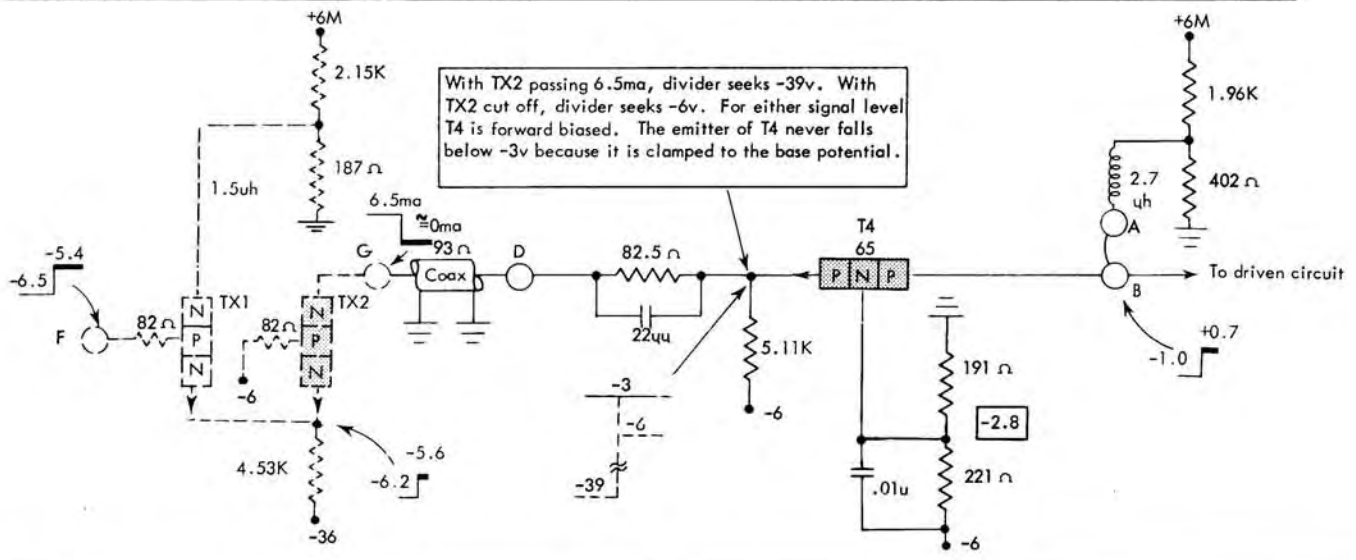 +6M
+6M
2.15K
With TX2 passing 6.5ma, divider seeks -39v. With
TX2 cut off, divider seeks -6v. For either signal level
T4 is forward biased. The emitter of T4 never falls
below -3v because it is clamped to the base potential.
1.96K
187 Ω
1.5uh
2.7
μh
402 Ω
6.5ma
≈0ma
T4
65
A
-5.4
-6.5
G
93 Ω
D
82.5 Ω
Coax
P N P
B
To driven circuit
TX1
TX2
82Ω
82Ω
F
N
P
N
N
P
N
22μμ
5.11K
+0.7
-1.0
-6
-6
191 Ω
-3
-2.8
-6
-5.6
-6.2
4.53K
-39
.01u
221 Ω
-36
-6